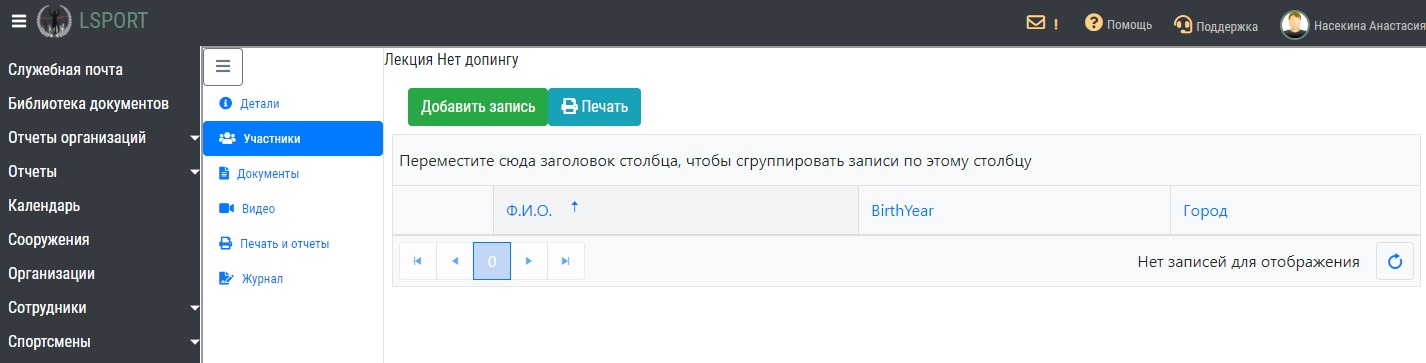 LSPORT
! Помощь Поддержка Насекина Анастасия
Служебная почта
Библиотека документов
Отчеты организаций
Отчеты
Календарь
Сооружения
Организации
Сотрудники
Спортсмены
Детали
Участники
Документы
Видео
Печать и отчеты
Журнал
Лекция Нет допингу
Добавить запись Печать
Переместите сюда заголовок столбца, чтобы сгруппировать записи по этому столбцу
Ф.И.О. BirthYear Город
0 Нет записей для отображения